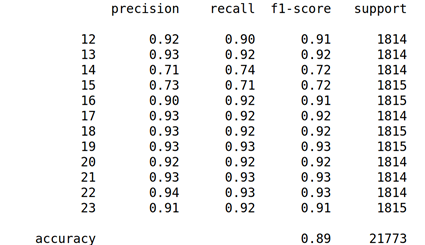 precision recall f1-score support
12 0.92 0.90 0.91 1814
13 0.93 0.92 0.92 1814
14 0.71 0.74 0.72 1814
15 0.73 0.71 0.72 1815
16 0.90 0.92 0.91 1815
17 0.93 0.92 0.92 1814
18 0.93 0.92 0.92 1815
19 0.93 0.93 0.93 1815
20 0.92 0.92 0.92 1814
21 0.93 0.93 0.93 1814
22 0.94 0.93 0.93 1814
23 0.91 0.92 0.91 1815
accuracy 0.89 21773